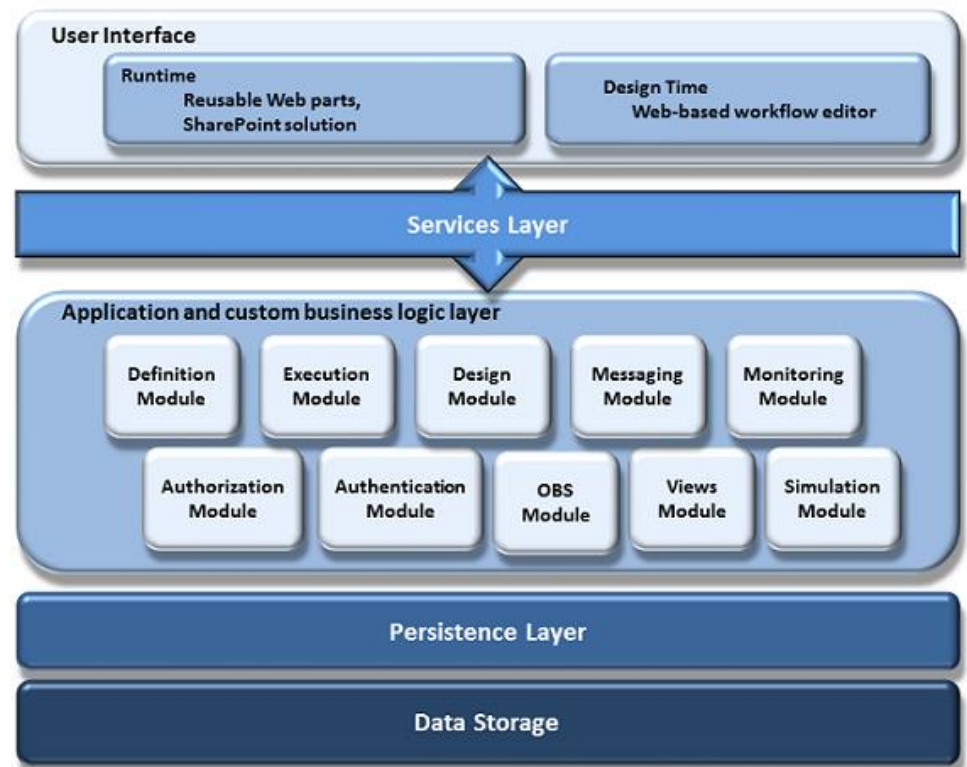 User Interface
Runtime
Reusable Web parts,
SharePoint solution
Design Time
Web-based workflow editor
Services Layer
Application and custom business logic layer
Definition
Module
Execution
Module
Design
Module
Messaging
Module
Monitoring
Module
Authorization
Module
Authentication
Module
OBS
Module
Views
Module
Simulation
Module
Persistence Layer
Data Storage